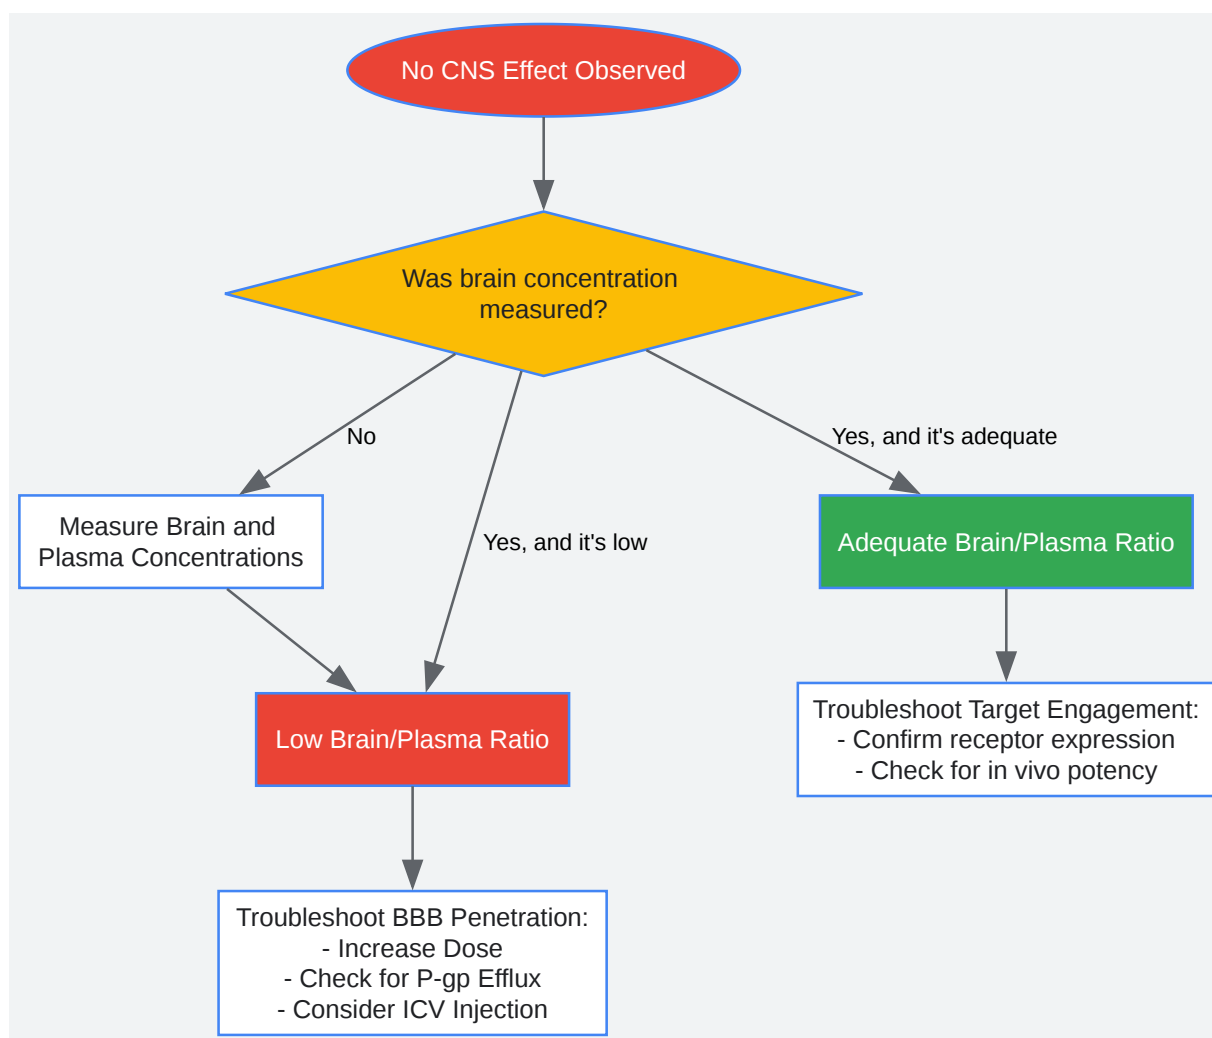 No CNS Effect Observed
Was brain concentration
measured?
No
Yes, and it's adequate
Measure Brain and
Plasma Concentrations
Yes, and it's low
Adequate Brain/Plasma Ratio
Low Brain/Plasma Ratio
Troubleshoot Target Engagement:
- Confirm receptor expression
- Check for in vivo potency
Troubleshoot BBB Penetration:
- Increase Dose
- Check for P-gp Efflux
- Consider ICV Injection